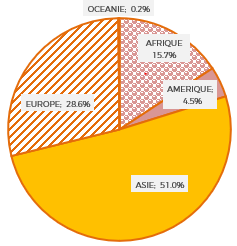 OCEANIE; 0.2%
AFRIQUE
15.7%
AMERIQUE;
4.5%
EUROPE; 28.6%
ASIE; 51.0%